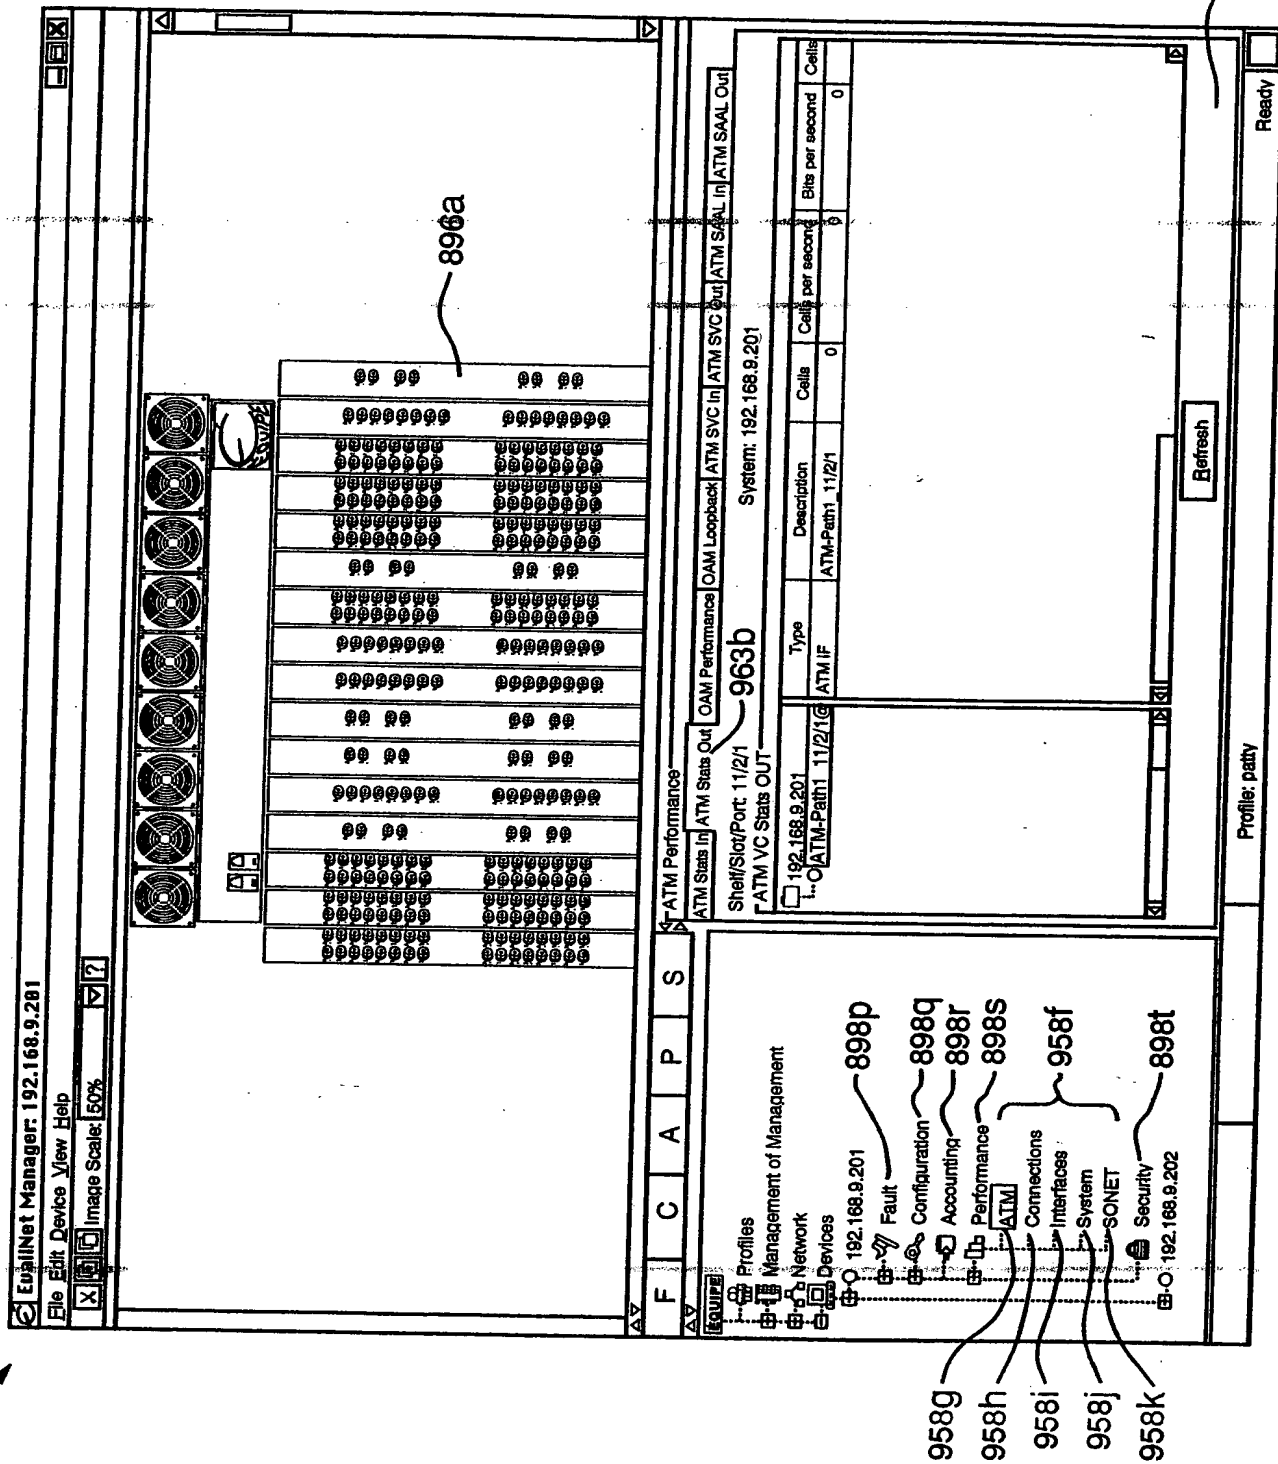 EualiNet Manager: 192.168.9.201
File Edit Device View Help
X Image Scale: 50% ?
EQUIPE
896a
F C A P S
EQUIPE
Profiles
Management of Management
Network
Devices
192.168.9.201
Fault
Configuration
Accounting
Performance
ATM
Connections
Interfaces
System
SONET
Security
192.168.9.202
898p
898q
898r
898s
958f
898t
958g
958h
958i
958j
958k
ATM Performance
ATM Stats In ATM Stats Out OAM Performance OAM Loopback ATM SVC In ATM SVC Out ATM SAAL In ATM SAAL Out
963b
Shelf/Slot/Port: 11/2/1 System: 192.168.9.201
ATM VC Stats OUT
192.168.9.201
ATM-Path1_11/2/1@
Type Description Cells Cells per second Bits per second Cells
ATM IF ATM-Path1_11/2/1 0 0 0
Refresh
Profile: patty Ready